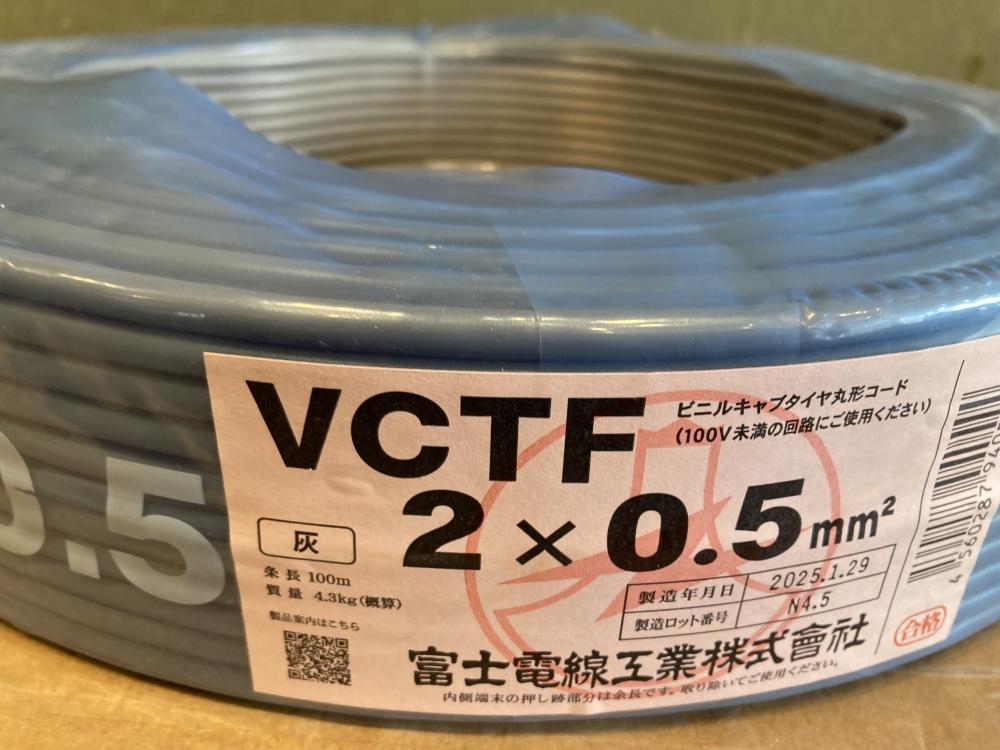 VCTF
ビニルキャブタイヤ丸形コード
(100V未満の回路にご使用ください)
2×0.5mm²
灰
条長 100m
質量 4.3kg(概算)
製品案内はこちら
製造年月日 2025.1.29
製造ロット番号 N4.5
富士電線工業株式會社
内側端末の押し跡部分は余長です。取り除いてご使用ください。
合格
4 560287 940
0.5